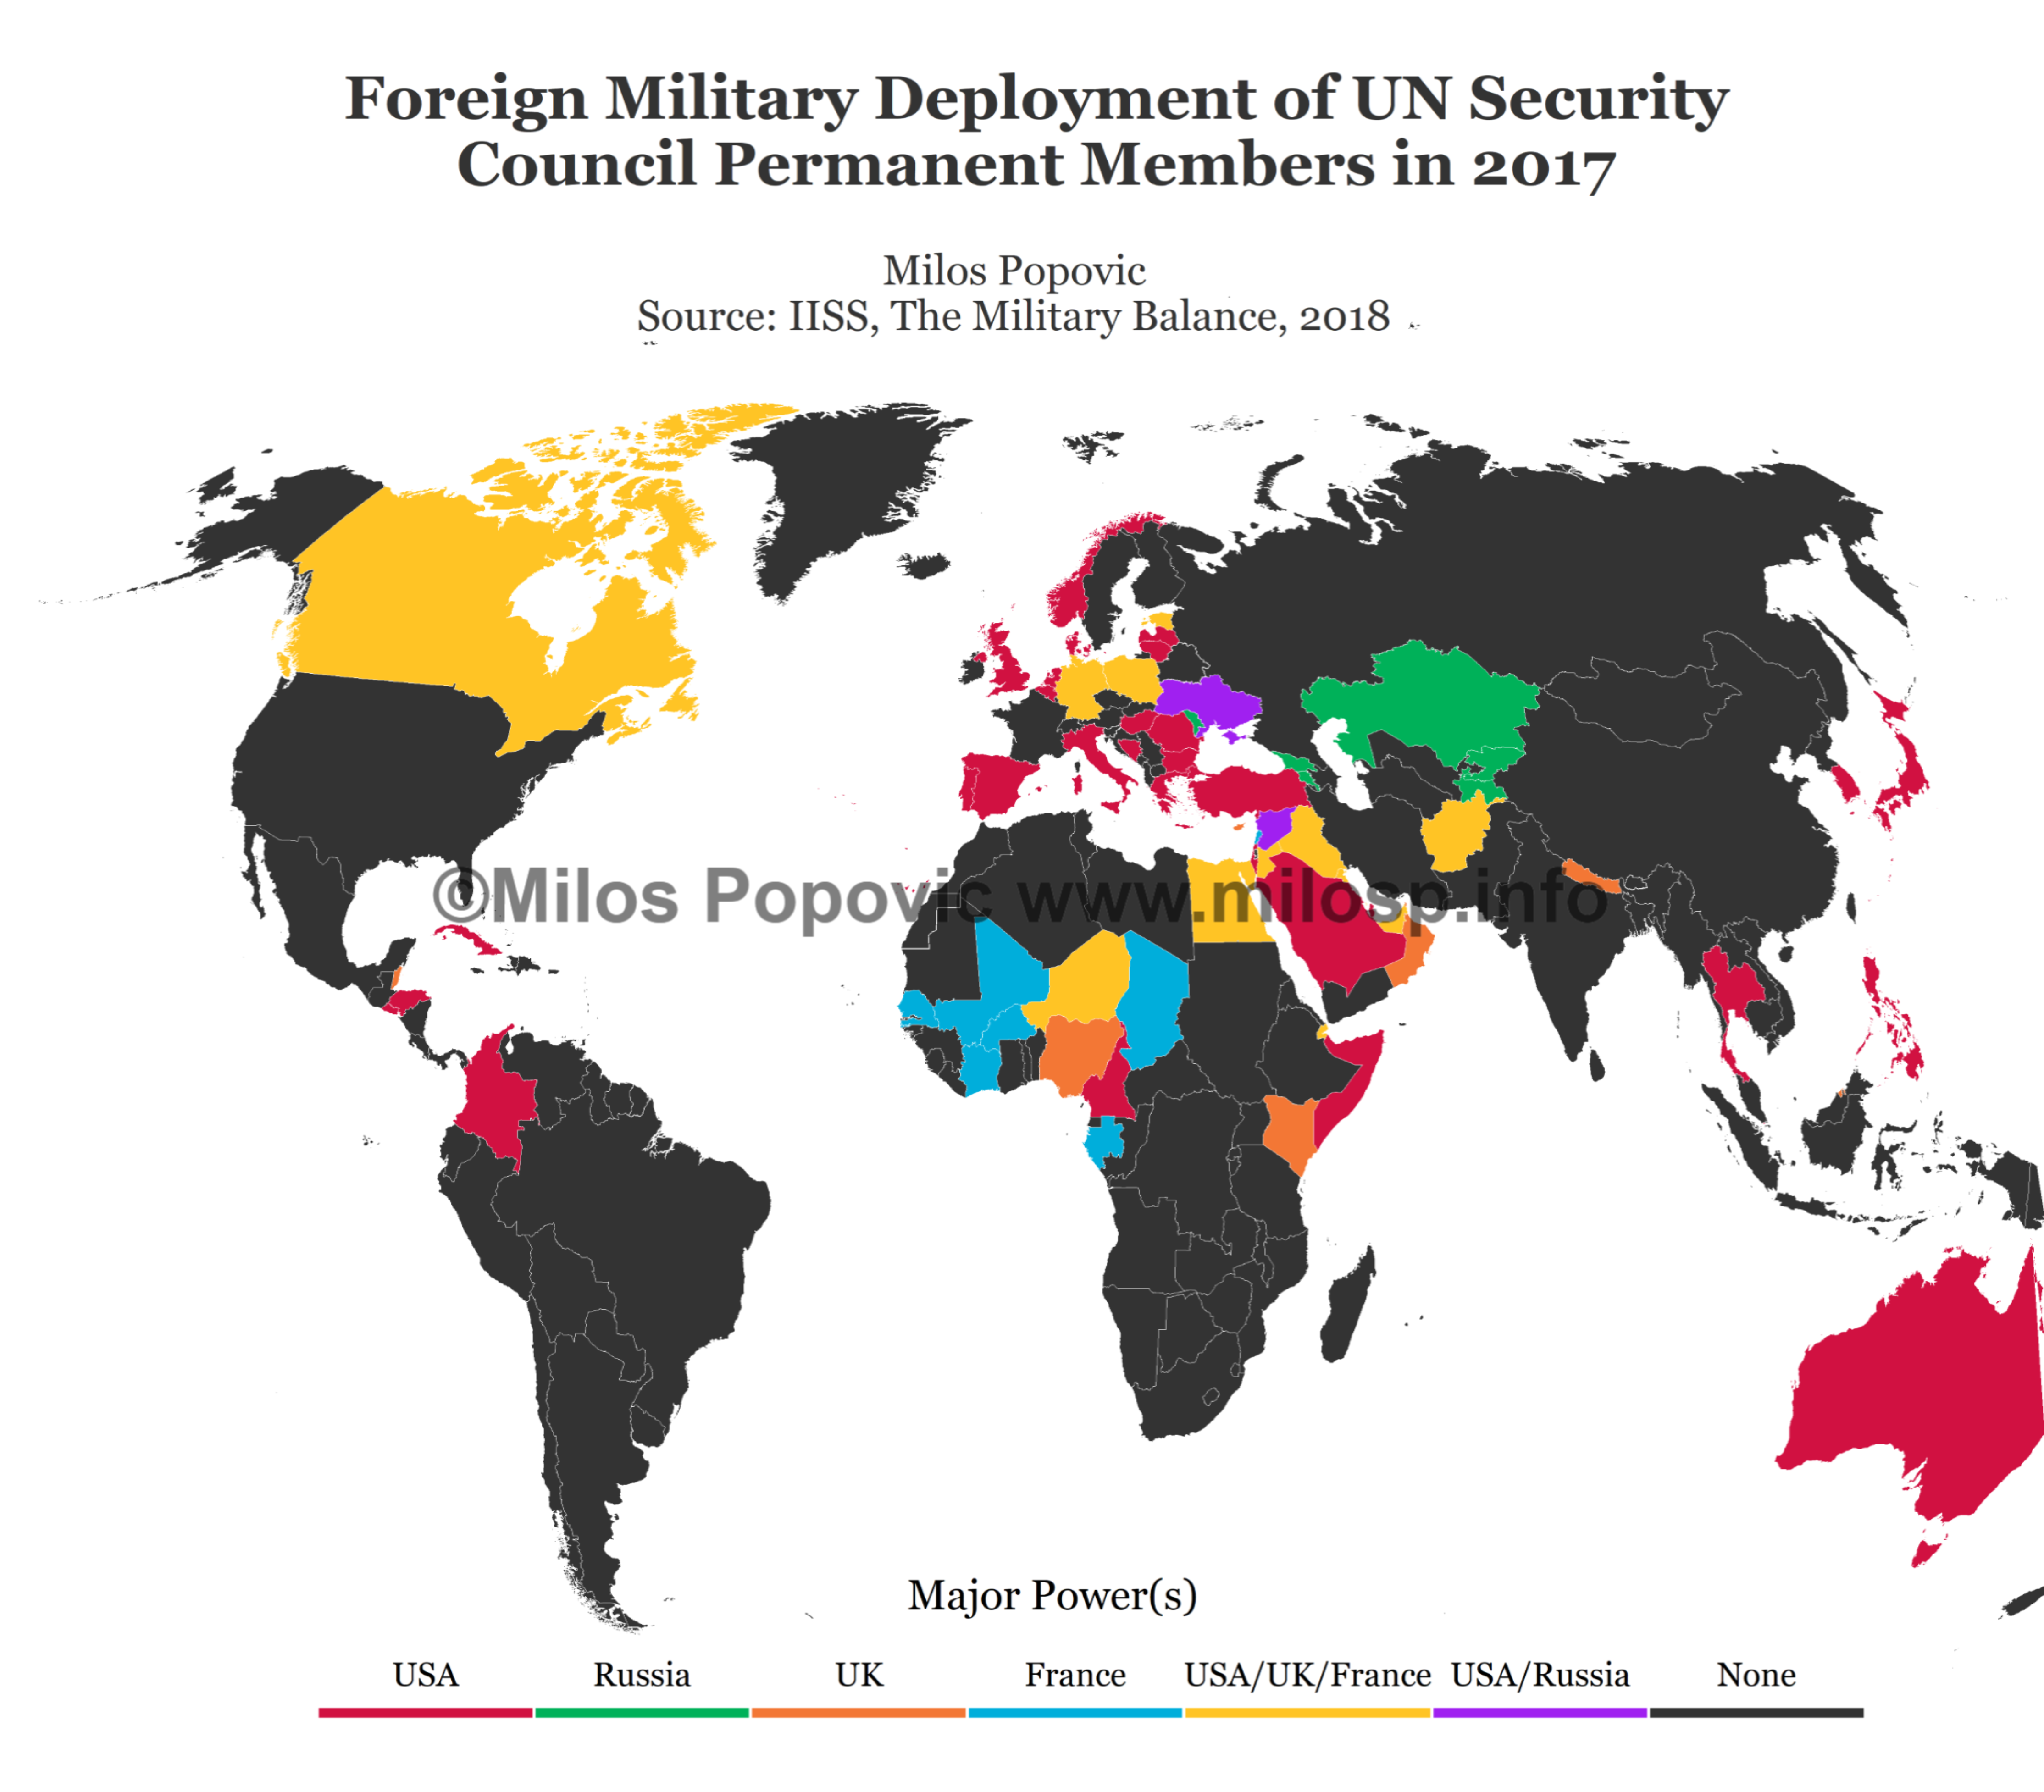 Foreign Military Deployment of UN Security
Council Permanent Members in 2017
Milos Popovic
Source: IISS, The Military Balance, 2018
©Milos Popovic www.milosp.info
Major Power(s)
USA Russia UK France USA/UK/France USA/Russia None